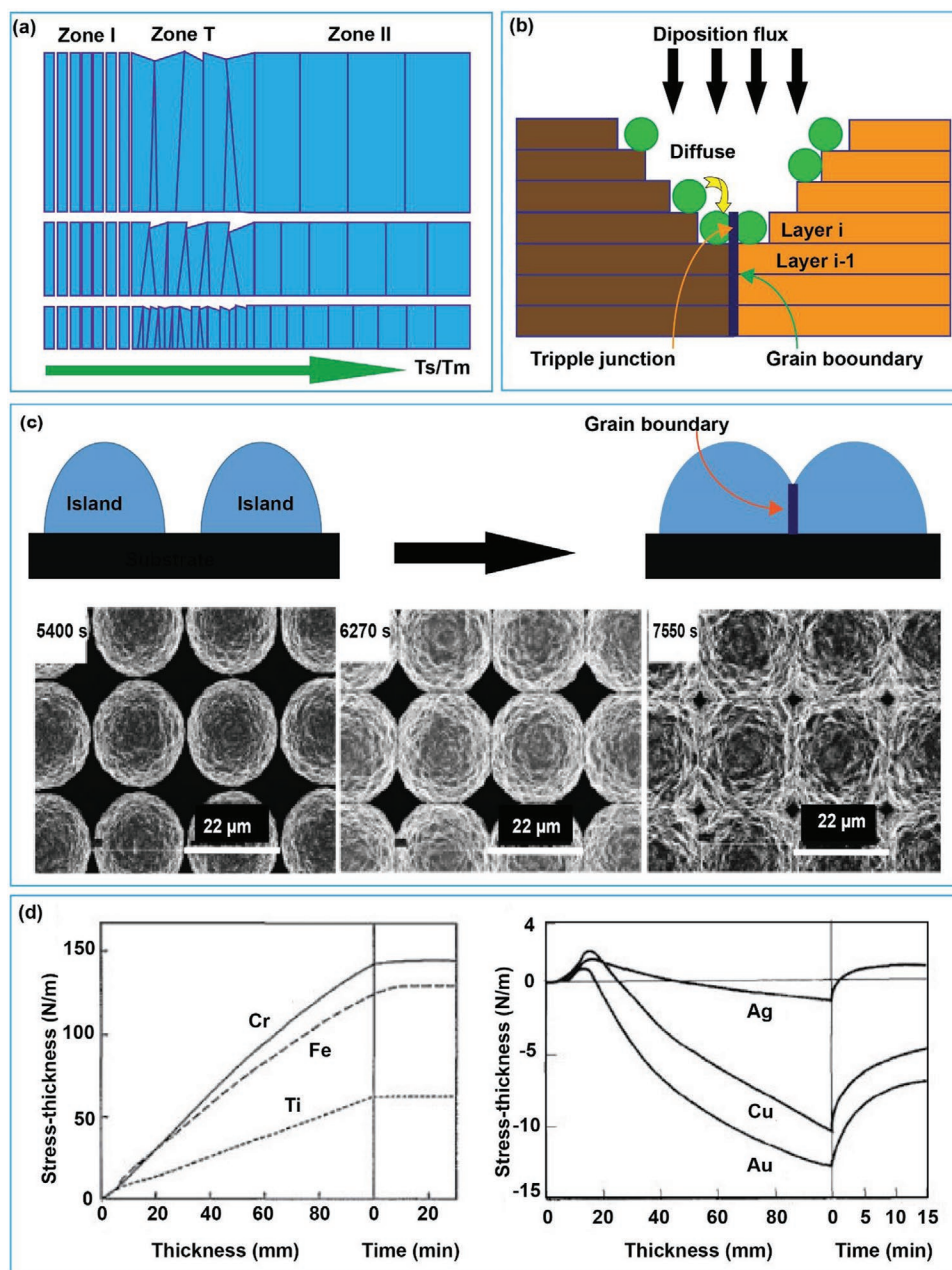 (a)
Zone I Zone T Zone II
Ts/Tm
(b)
Diposition flux
Diffuse
Layer i
Layer i-1
Tripple junction Grain booundary
(c)
Grain boundary
Island Island
Substrate
5400 s 6270 s 7550 s
22 µm 22 µm 22 µm
(d)
Stress-thickness (N/m)
150
100
50
0
Cr
Fe
Ti
0 20 40 60 80 0 10 20
Thickness (mm) Time (min)
Stress-thickness (N/m)
4
0
-5
-10
-15
Ag
Cu
Au
0 20 40 60 80 0 5 10 15
Thickness (mm) Time (min)